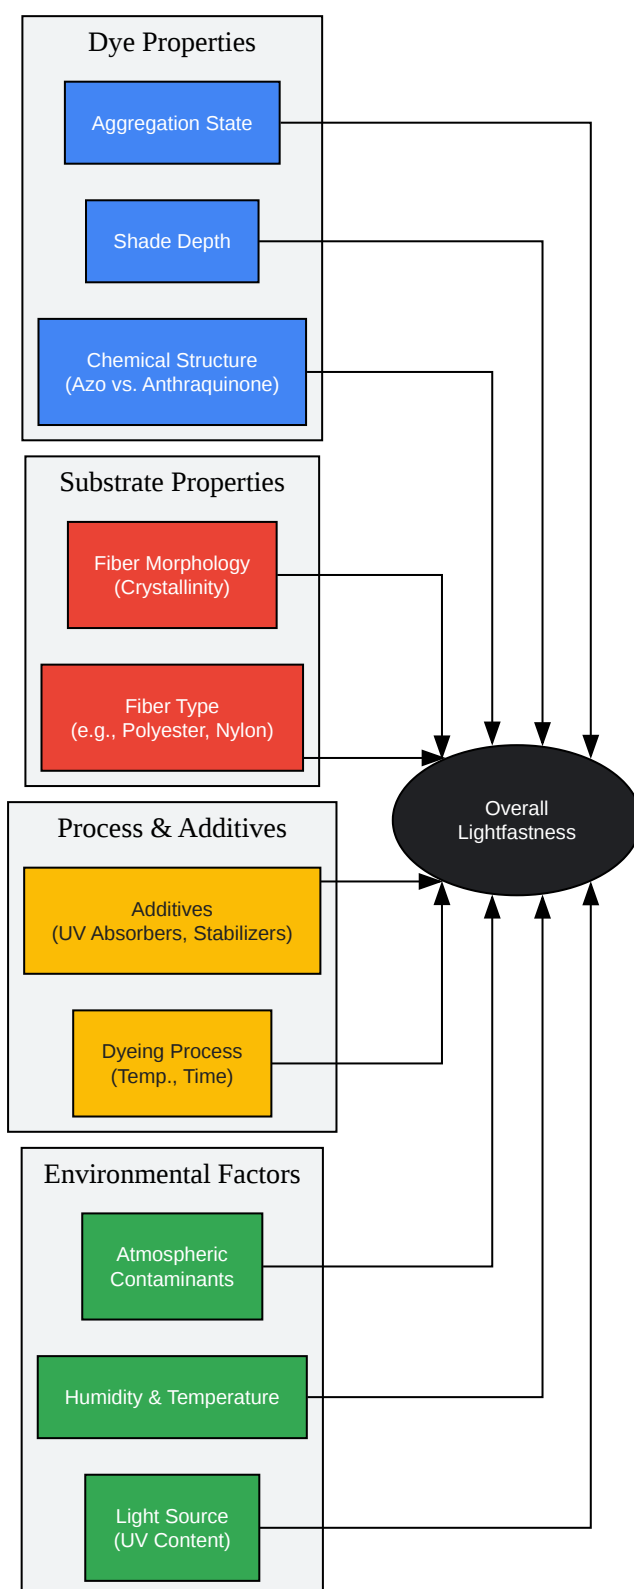 Dye Properties
Aggregation State
Shade Depth
Chemical Structure
(Azo vs. Anthraquinone)
Substrate Properties
Fiber Morphology
(Crystallinity)
Fiber Type
(e.g., Polyester, Nylon)
Overall
Lightfastness
Process & Additives
Additives
(UV Absorbers, Stabilizers)
Dyeing Process
(Temp., Time)
Environmental Factors
Atmospheric
Contaminants
Humidity & Temperature
Light Source
(UV Content)